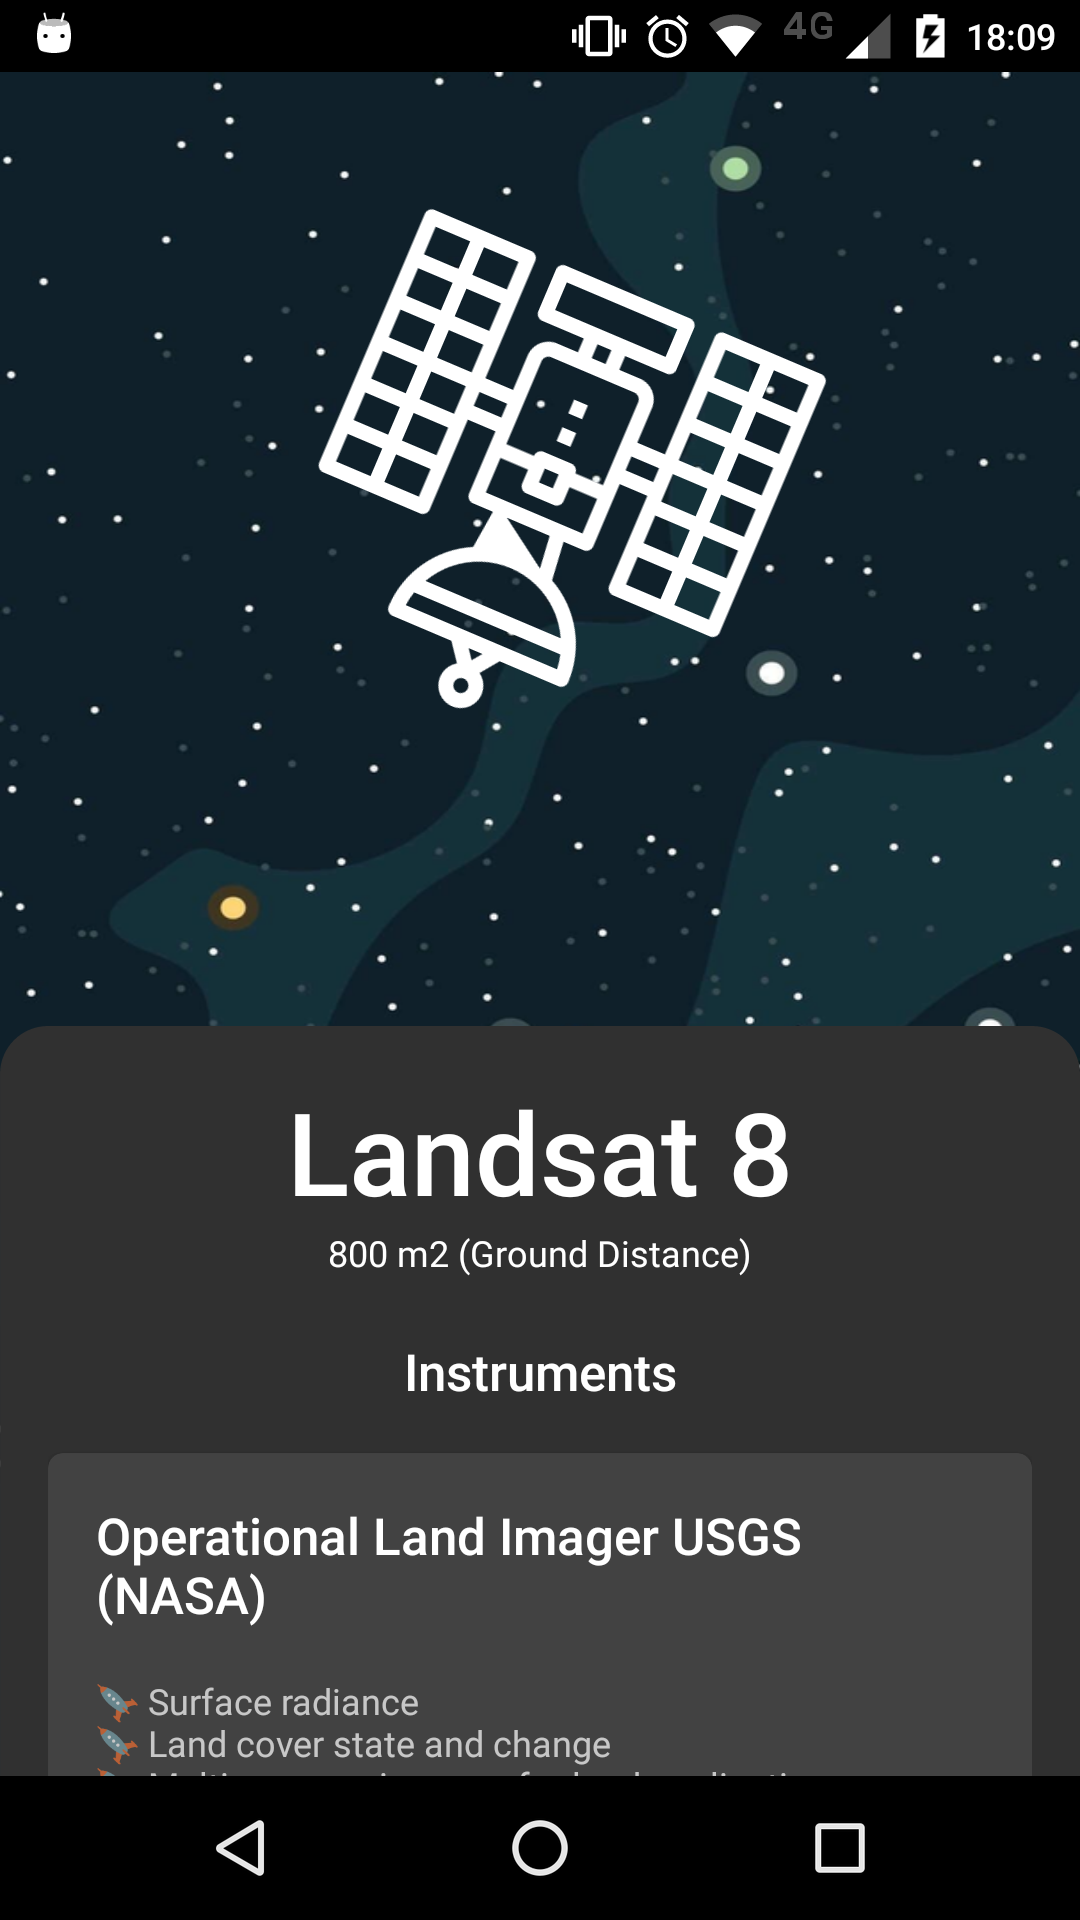 4G 18:09
Landsat 8
800 m2 (Ground Distance)
Instruments
Operational Land Imager USGS
(NASA)
Surface radiance
Land cover state and change